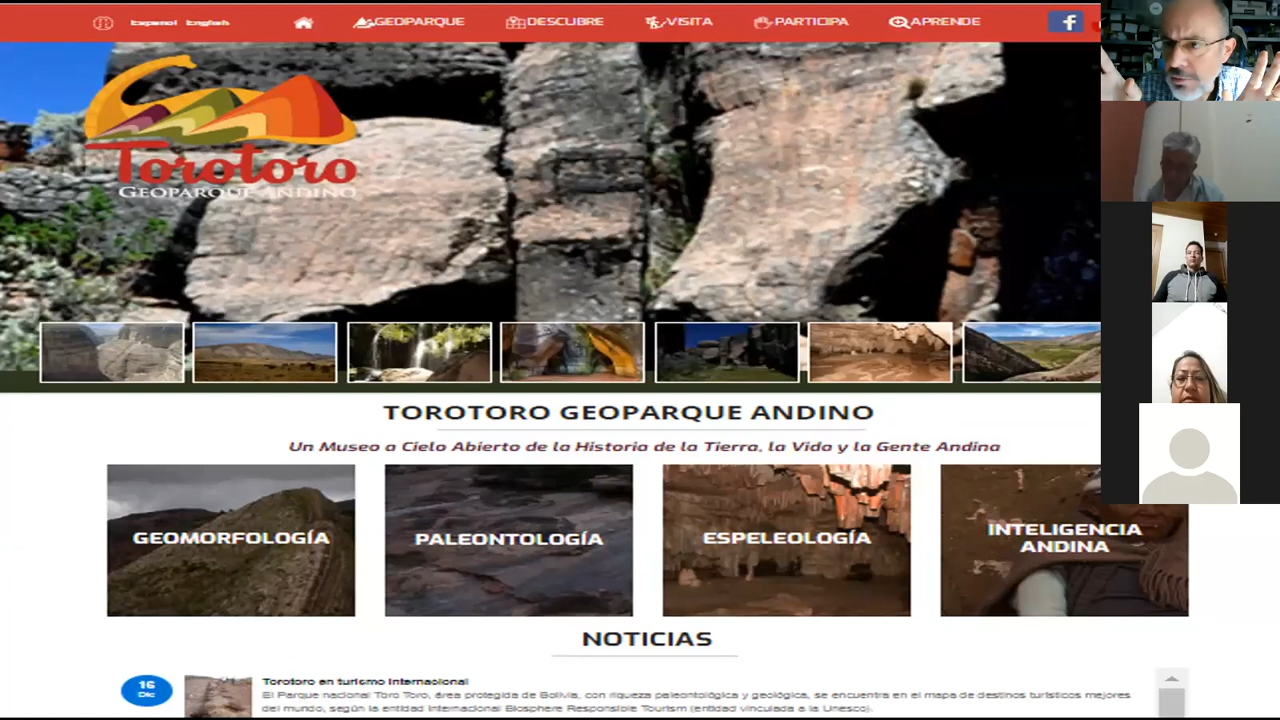 Español English
GEOPARQUE
DESCUBRE
VISITA
PARTICIPA
APRENDE
f
Torotoro
GEOPARQUE ANDINO
TOROTORO GEOPARQUE ANDINO
Un Museo a Cielo Abierto de la Historia de la Tierra, la Vida y la Gente Andina
GEOMORFOLOGÍA
PALEONTOLOGÍA
ESPELEOLOGÍA
INTELIGENCIA
ANDINA
NOTICIAS
16
Dic
Torotoro en turismo internacional
El Parque nacional Toro Toro, área protegida de Bolivia, con riqueza paleontológica y geológica, se encuentra en el mapa de destinos turísticos mejores
del mundo, según la entidad internacional Biosphere Responsible Tourism (entidad vinculada a la Unesco).